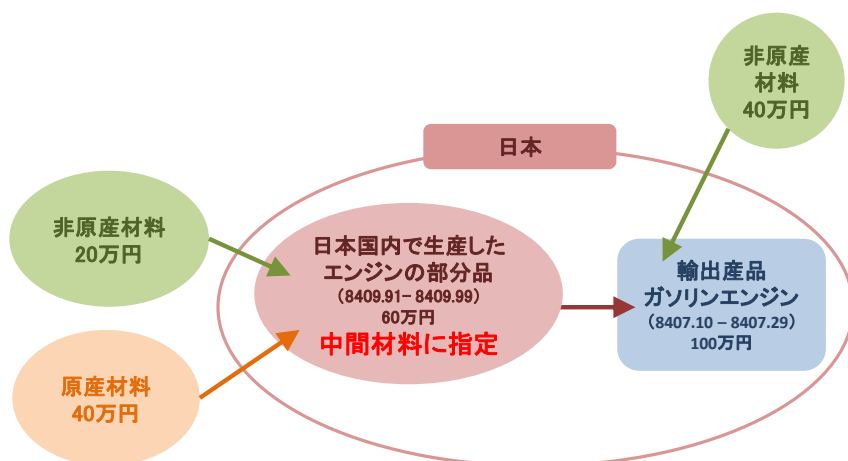 非原産
材料
40万円
日本
非原産材料
20万円
日本国内で生産した
エンジンの部分品
(8409.91– 8409.99)
60万円
中間材料に指定
輸出産品
ガソリンエンジン
(8407.10 – 8407.29)
100万円
原産材料
40万円